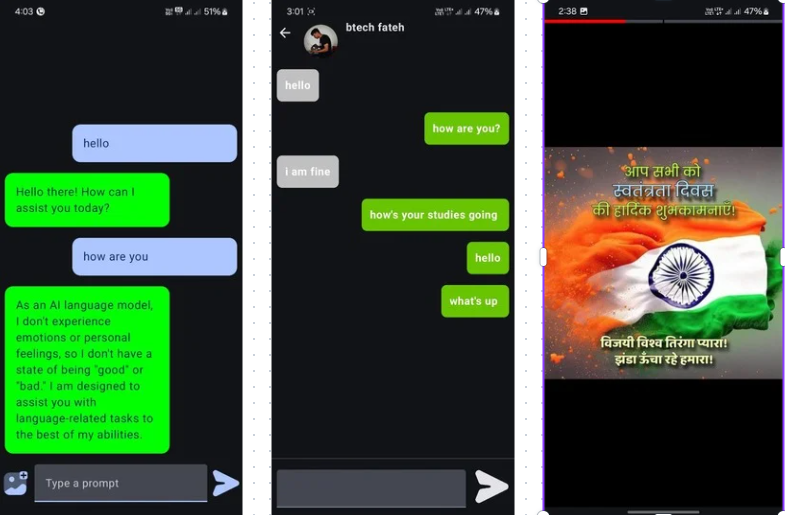 4:03
51%
hello
Hello there! How can I
assist you today?
how are you
As an AI language model,
I don't experience
emotions or personal
feelings, so I don't have a
state of being "good" or
"bad." I am designed to
assist you with
language-related tasks to
the best of my abilities.
Type a prompt
3:01
47%
btech fateh
hello
how are you?
i am fine
how's your studies going
hello
what's up
2:38
47%
आप सभी को
स्वतंत्रता दिवस
की हार्दिक शुभकामनाएँ!
विजयी विश्व तिरंगा प्यारा!
झंडा ऊँचा रहे हमारा!